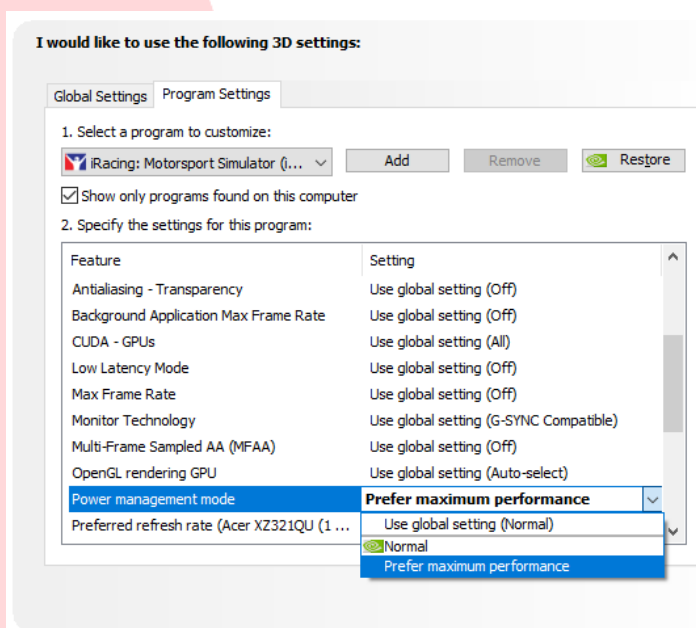 I would like to use the following 3D settings:
Global Settings Program Settings
1. Select a program to customize:
iRacing: Motorsport Simulator (i... Add Remove Restore
Show only programs found on this computer
2. Specify the settings for this program:
Feature Setting
Antialiasing - Transparency Use global setting (Off)
Background Application Max Frame Rate Use global setting (Off)
CUDA - GPUs Use global setting (All)
Low Latency Mode Use global setting (Off)
Max Frame Rate Use global setting (Off)
Monitor Technology Use global setting (G-SYNC Compatible)
Multi-Frame Sampled AA (MFAA) Use global setting (Off)
OpenGL rendering GPU Use global setting (Auto-select)
Power management mode Prefer maximum performance
Preferred refresh rate (Acer XZ321QU (1 ... Use global setting (Normal)
Normal
Prefer maximum performance